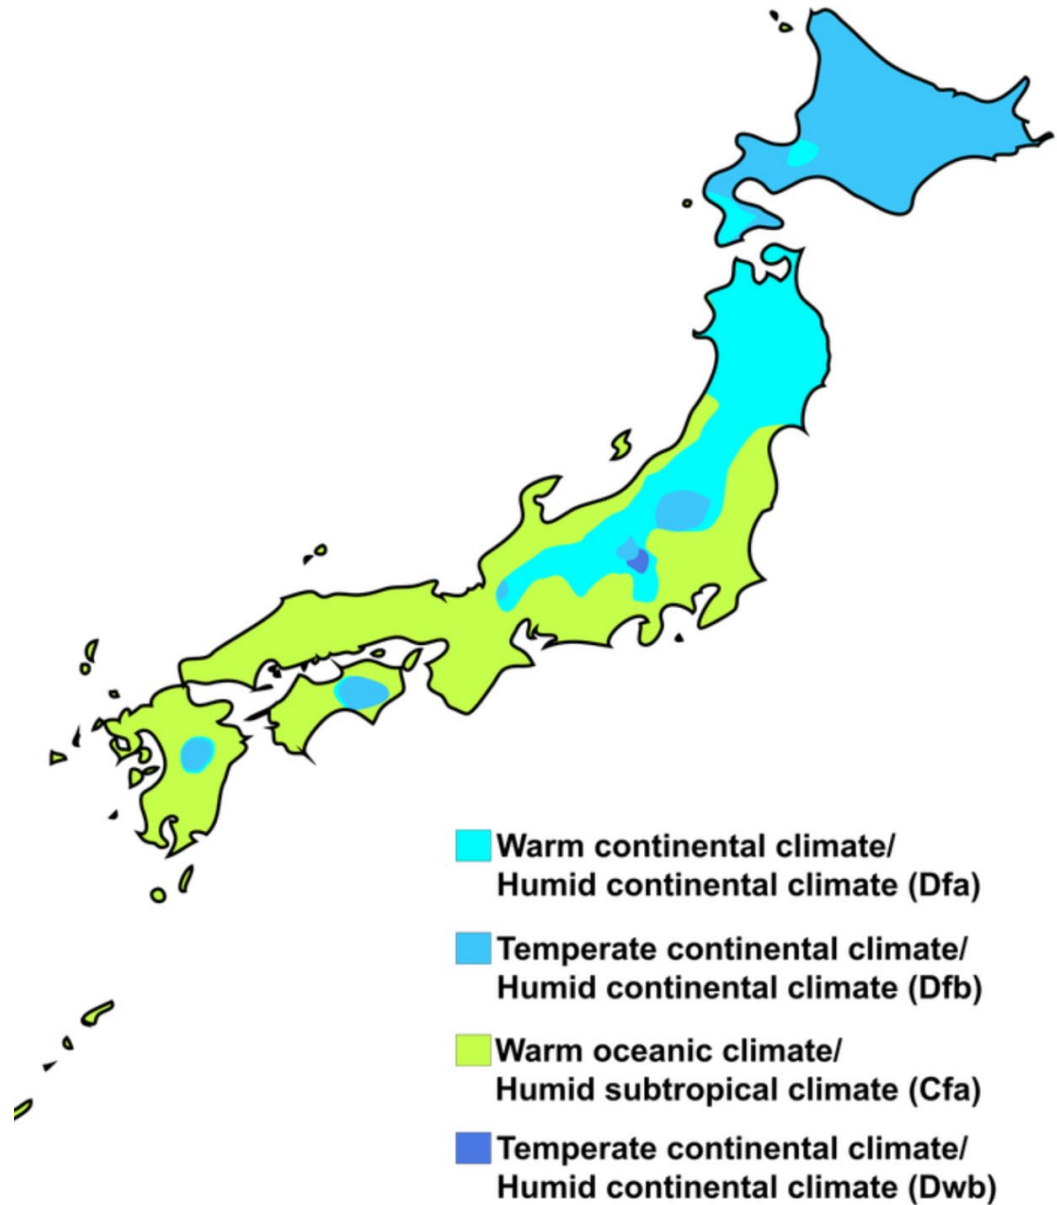 Warm continental climate/
Humid continental climate (Dfa)
Temperate continental climate/
Humid continental climate (Dfb)
Warm oceanic climate/
Humid subtropical climate (Cfa)
Temperate continental climate/
Humid continental climate (Dwb)